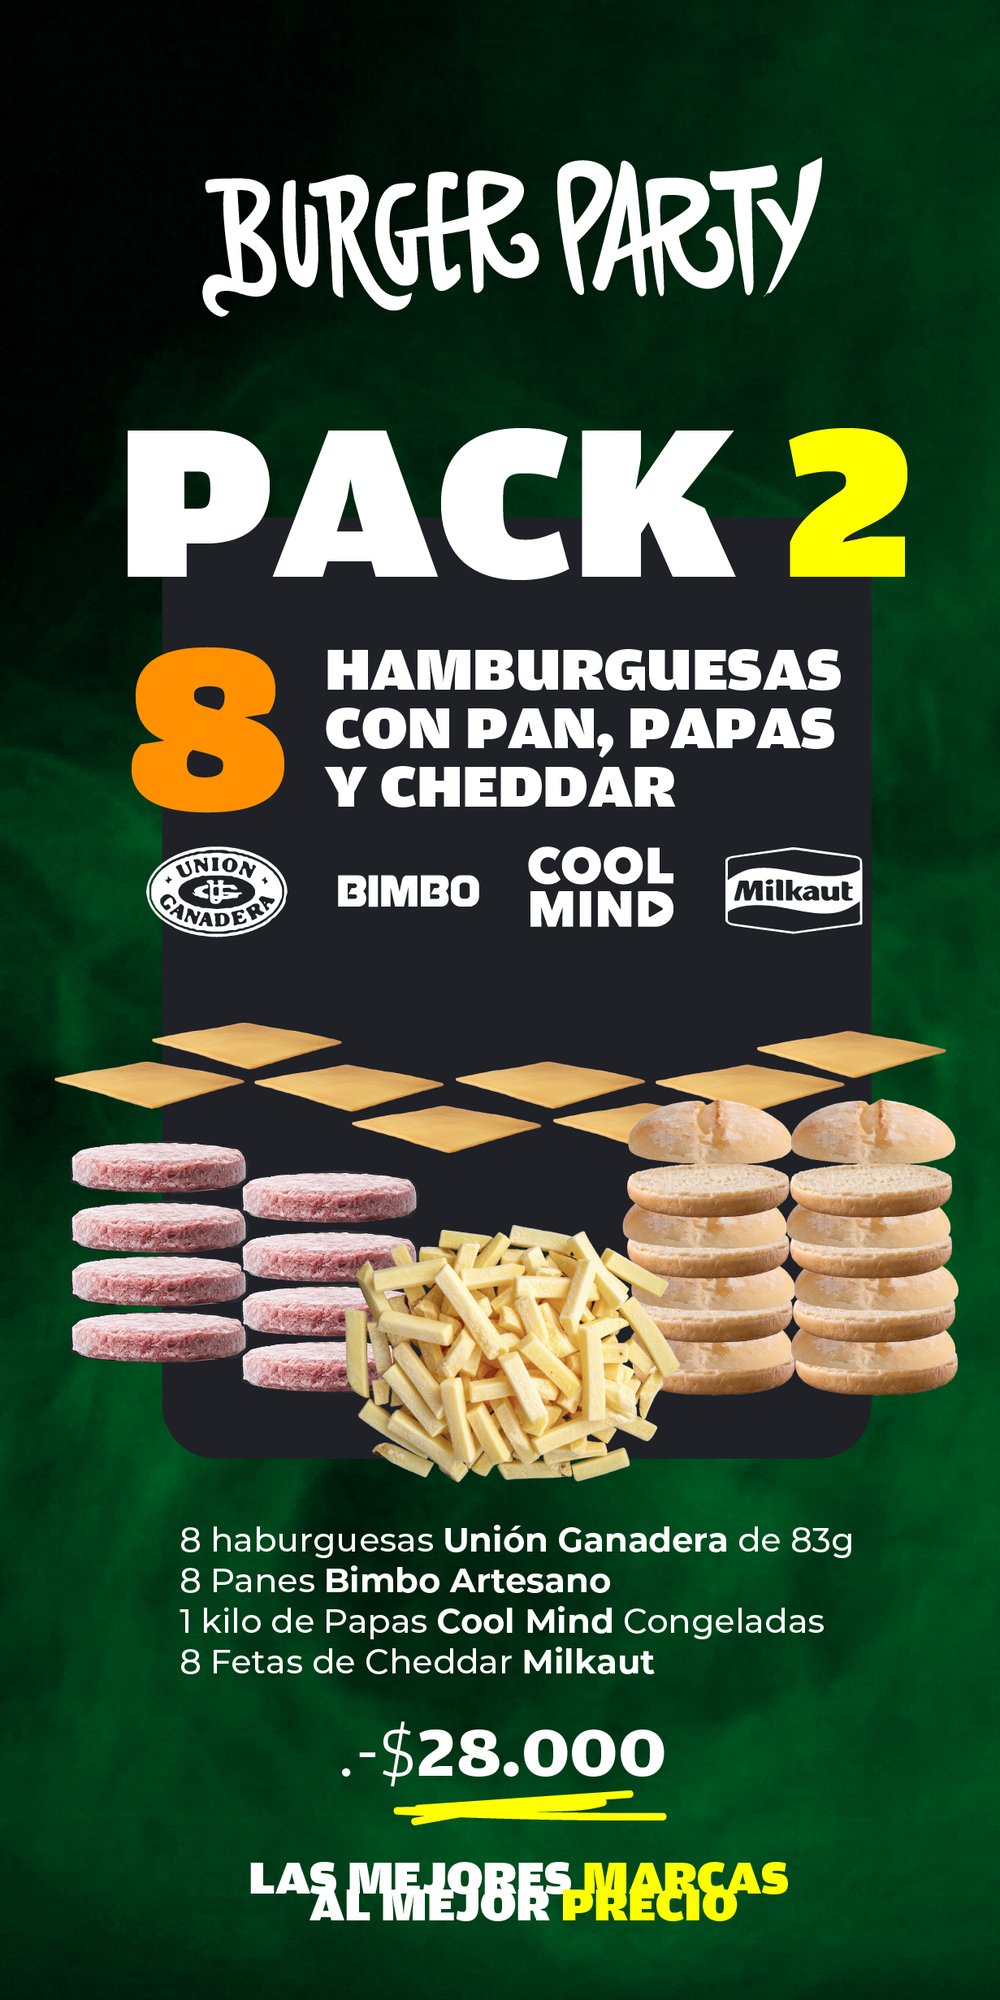 BURGER PARTY
PACK 2
8
HAMBURGUESAS
CON PAN, PAPAS
Y CHEDDAR
UNION
GANADERA
BIMBO
COOL
MIND
Milkaut
8 haburguesas Unión Ganadera de 83g
8 Panes Bimbo Artesano
1 kilo de Papas Cool Mind Congeladas
8 Fetas de Cheddar Milkaut
.-$28.000
LAS MEJORES MARCAS
AL MEJOR PRECIO